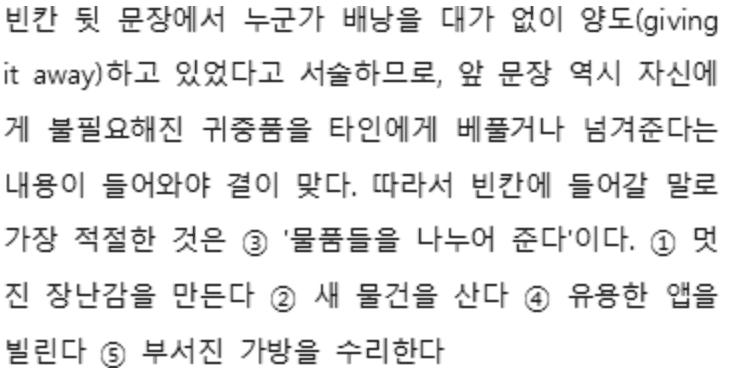 빈칸 뒷 문장에서 누군가 배낭을 대가 없이 양도(giving
it away)하고 있었다고 서술하므로, 앞 문장 역시 자신에
게 불필요해진 귀중품을 타인에게 베풀거나 넘겨준다는
내용이 들어와야 결이 맞다. 따라서 빈칸에 들어갈 말로
가장 적절한 것은 ③ '물품들을 나누어 준다'이다. ① 멋
진 장난감을 만든다 ② 새 물건을 산다 ④ 유용한 앱을
빌린다 ⑤ 부서진 가방을 수리한다